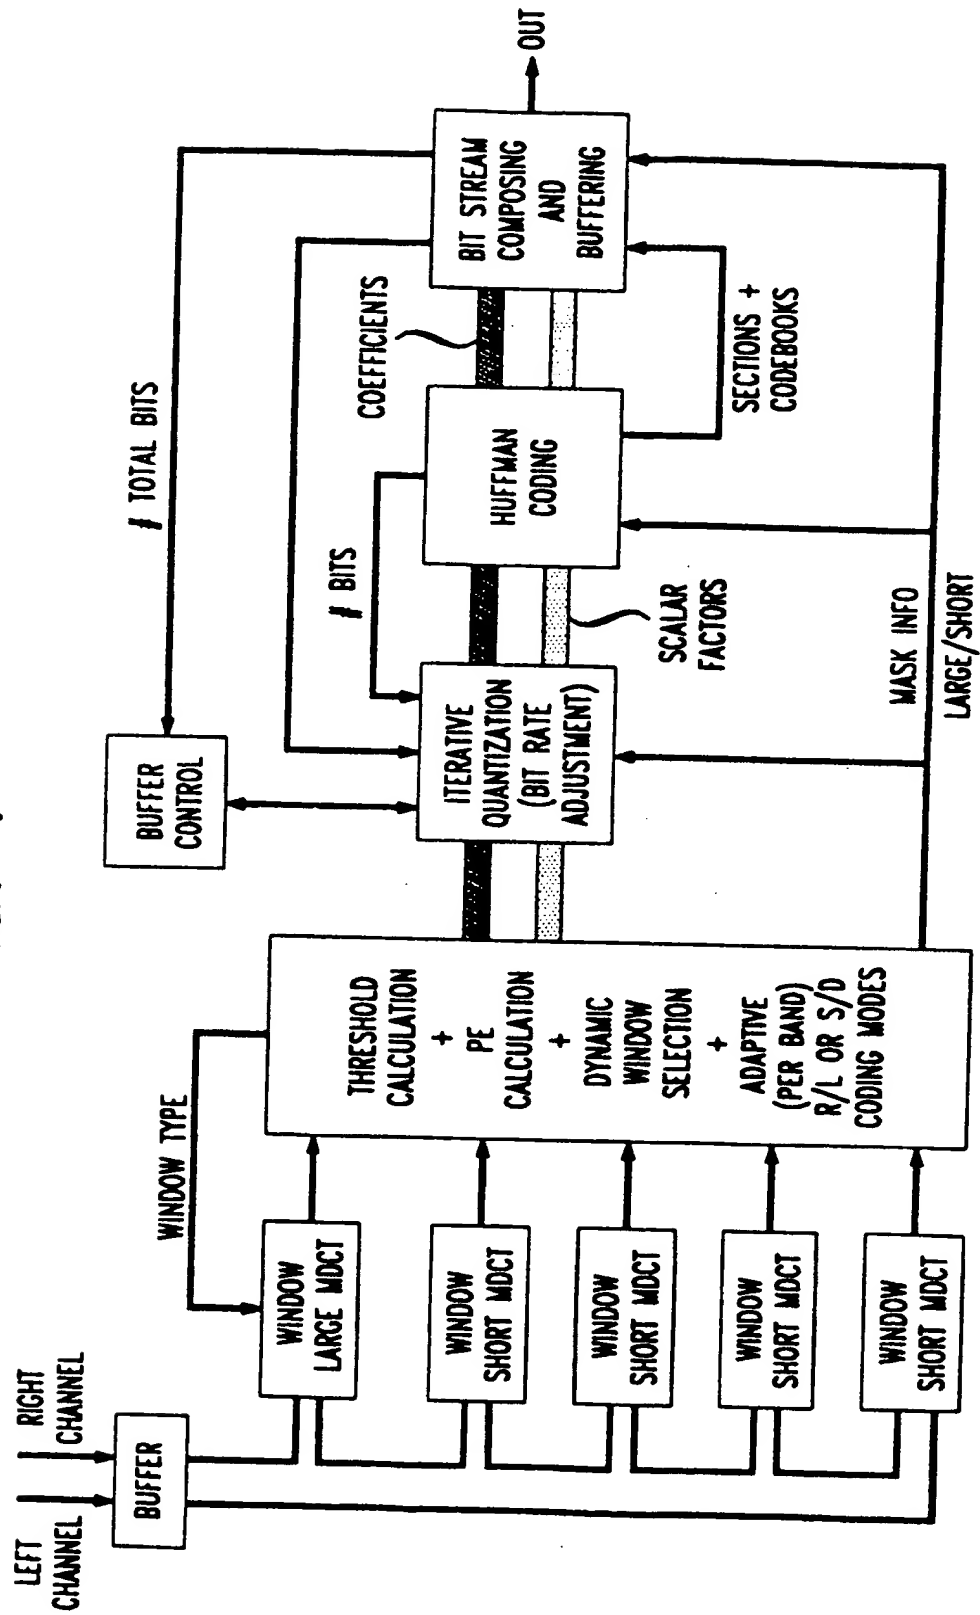 LEFT
CHANNEL
RIGHT
CHANNEL
BUFFER
WINDOW TYPE
WINDOW
LARGE MDCT
WINDOW
SHORT MDCT
WINDOW
SHORT MDCT
WINDOW
SHORT MDCT
WINDOW
SHORT MDCT
THRESHOLD
CALCULATION
+
PE
CALCULATION
+
DYNAMIC
WINDOW
SELECTION
+
ADAPTIVE
(PER BAND)
R/L OR S/D
CODING MODES
BUFFER
CONTROL
# TOTAL BITS
ITERATIVE
QUANTIZATION
(BIT RATE
ADJUSTMENT)
# BITS
SCALAR
FACTORS
HUFFMAN
CODING
COEFFICIENTS
SECTIONS +
CODEBOOKS
BIT STREAM
COMPOSING
AND
BUFFERING
OUT
MASK INFO
LARGE/SHORT